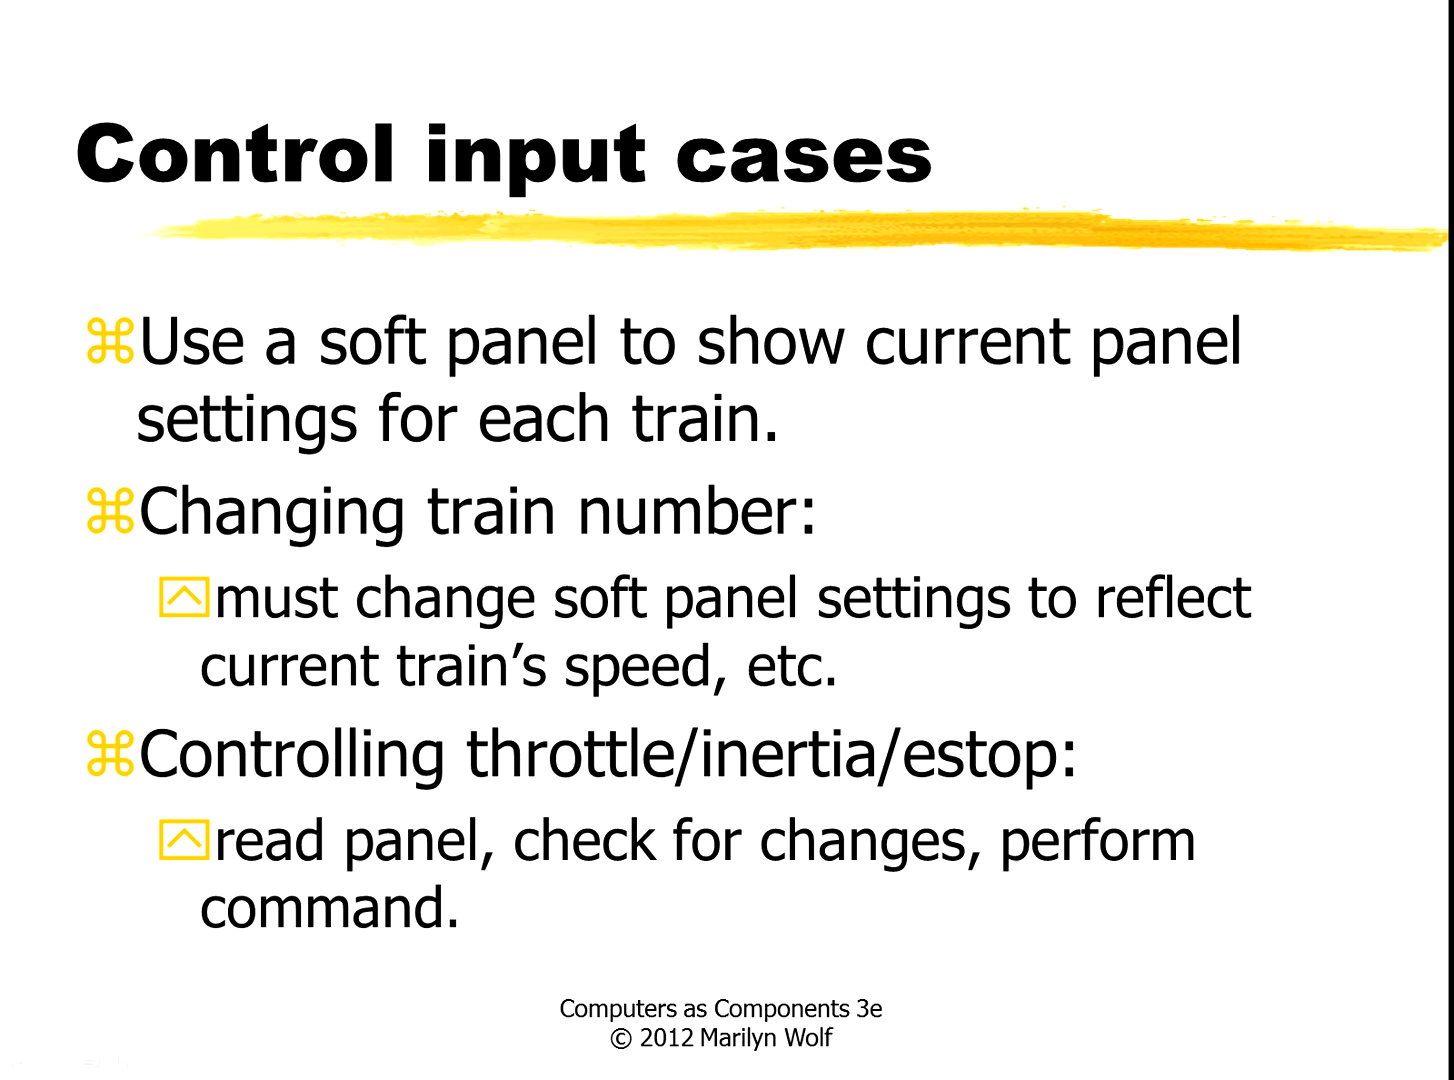 Control input cases
⌘Use a soft panel to show current panel
settings for each train.
⌘Changing train number:
must change soft panel settings to reflect
current train’s speed, etc.
⌘Controlling throttle/inertia/estop:
read panel, check for changes, perform
command.
Computers as Components 3e
© 2012 Marilyn Wolf